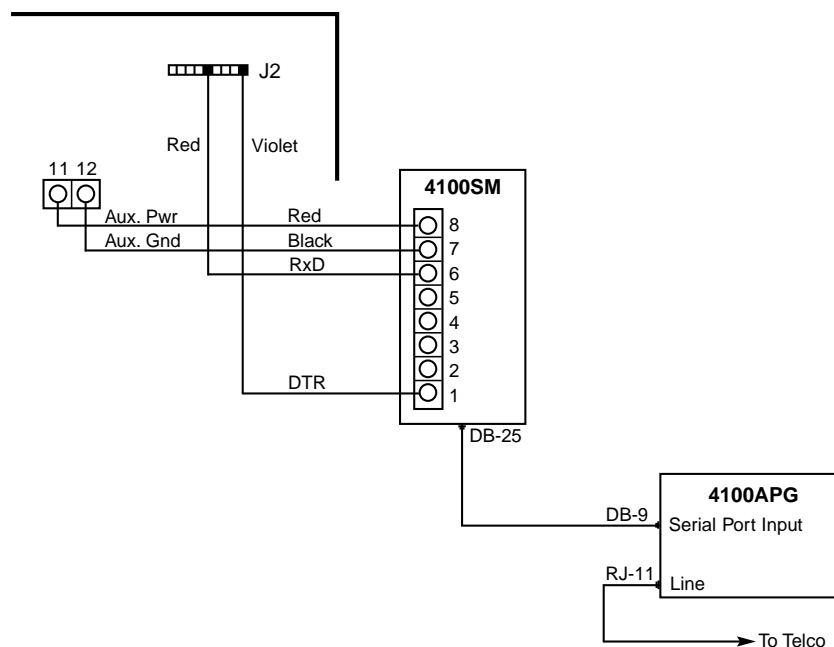 J2
Red Violet
11 12
4100SM
Aux. Pwr Red 8
Aux. Gnd Black 7
RxD 6
5
4
3
2
DTR 1
DB-25
4100APG
DB-9 Serial Port Input
RJ-11 Line
To Telco